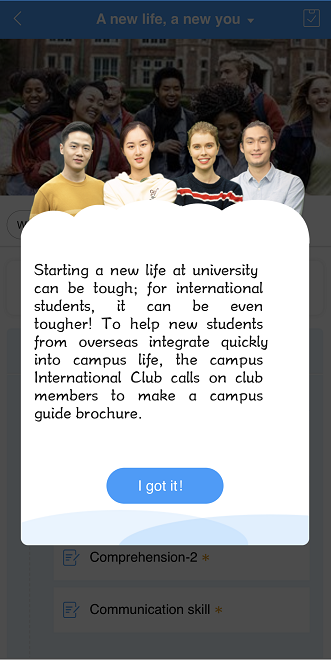 A new life, a new you
W
Starting a new life at university
can be tough; for international
students, it can be even
tougher! To help new students
from overseas integrate quickly
into campus life, the campus
International Club calls on club
members to make a campus
guide brochure.
I got it!
Comprehension-2 *
Communication skill *